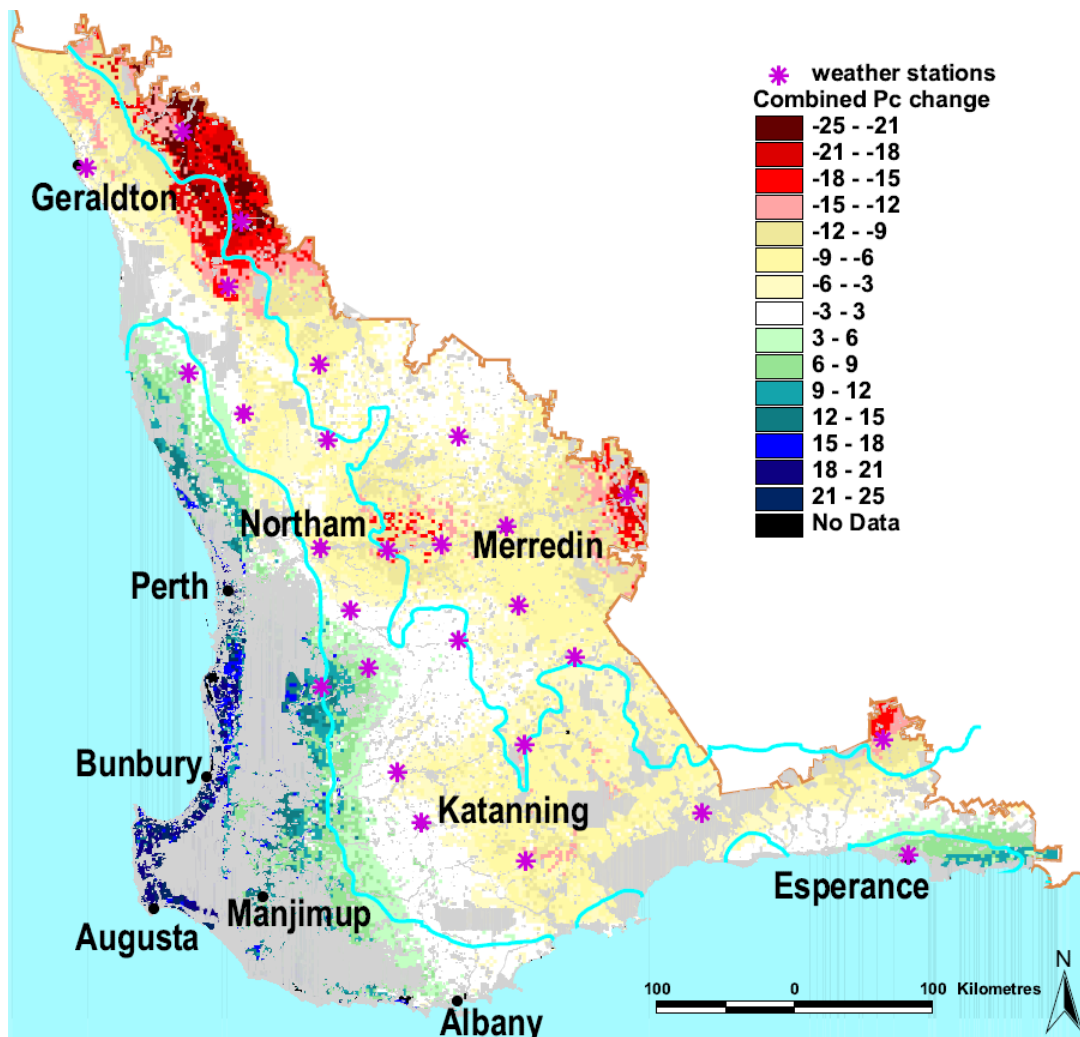 weather stations
Combined Pc change
-25 - -21
-21 - -18
-18 - -15
-15 - -12
-12 - -9
-9 - -6
-6 - -3
-3 - 3
3 - 6
6 - 9
9 - 12
12 - 15
15 - 18
18 - 21
21 - 25
No Data
Geraldton
Northam
Merredin
Perth
Bunbury
Katanning
Esperance
Manjimup
Augusta
Albany
N
100 0 100 Kilometres